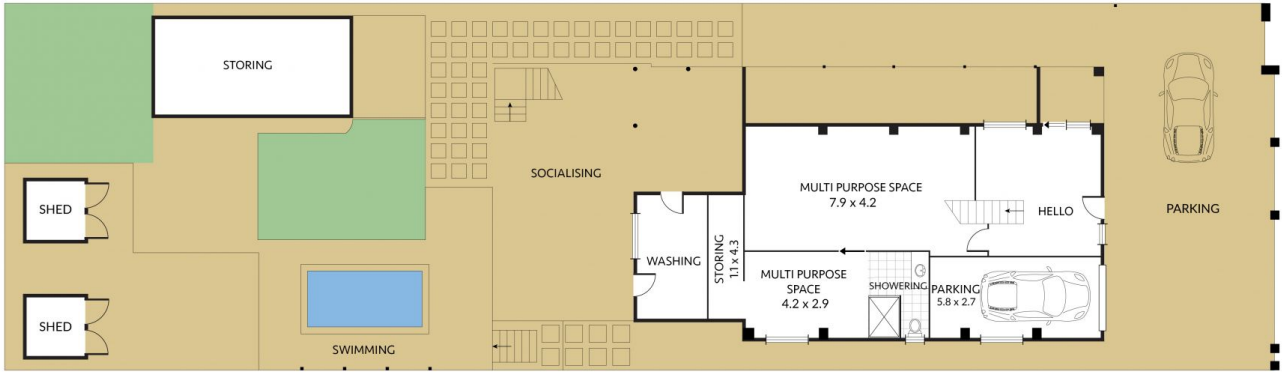 STORING
SOCIALISING
SHED
SHED
SWIMMING
WASHING
STORING
1.1 x 4.3
MULTI PURPOSE SPACE
7.9 x 4.2
HELLO
MULTI PURPOSE
SPACE
4.2 x 2.9
SHOWERING
PARKING
5.8 x 2.7
PARKING